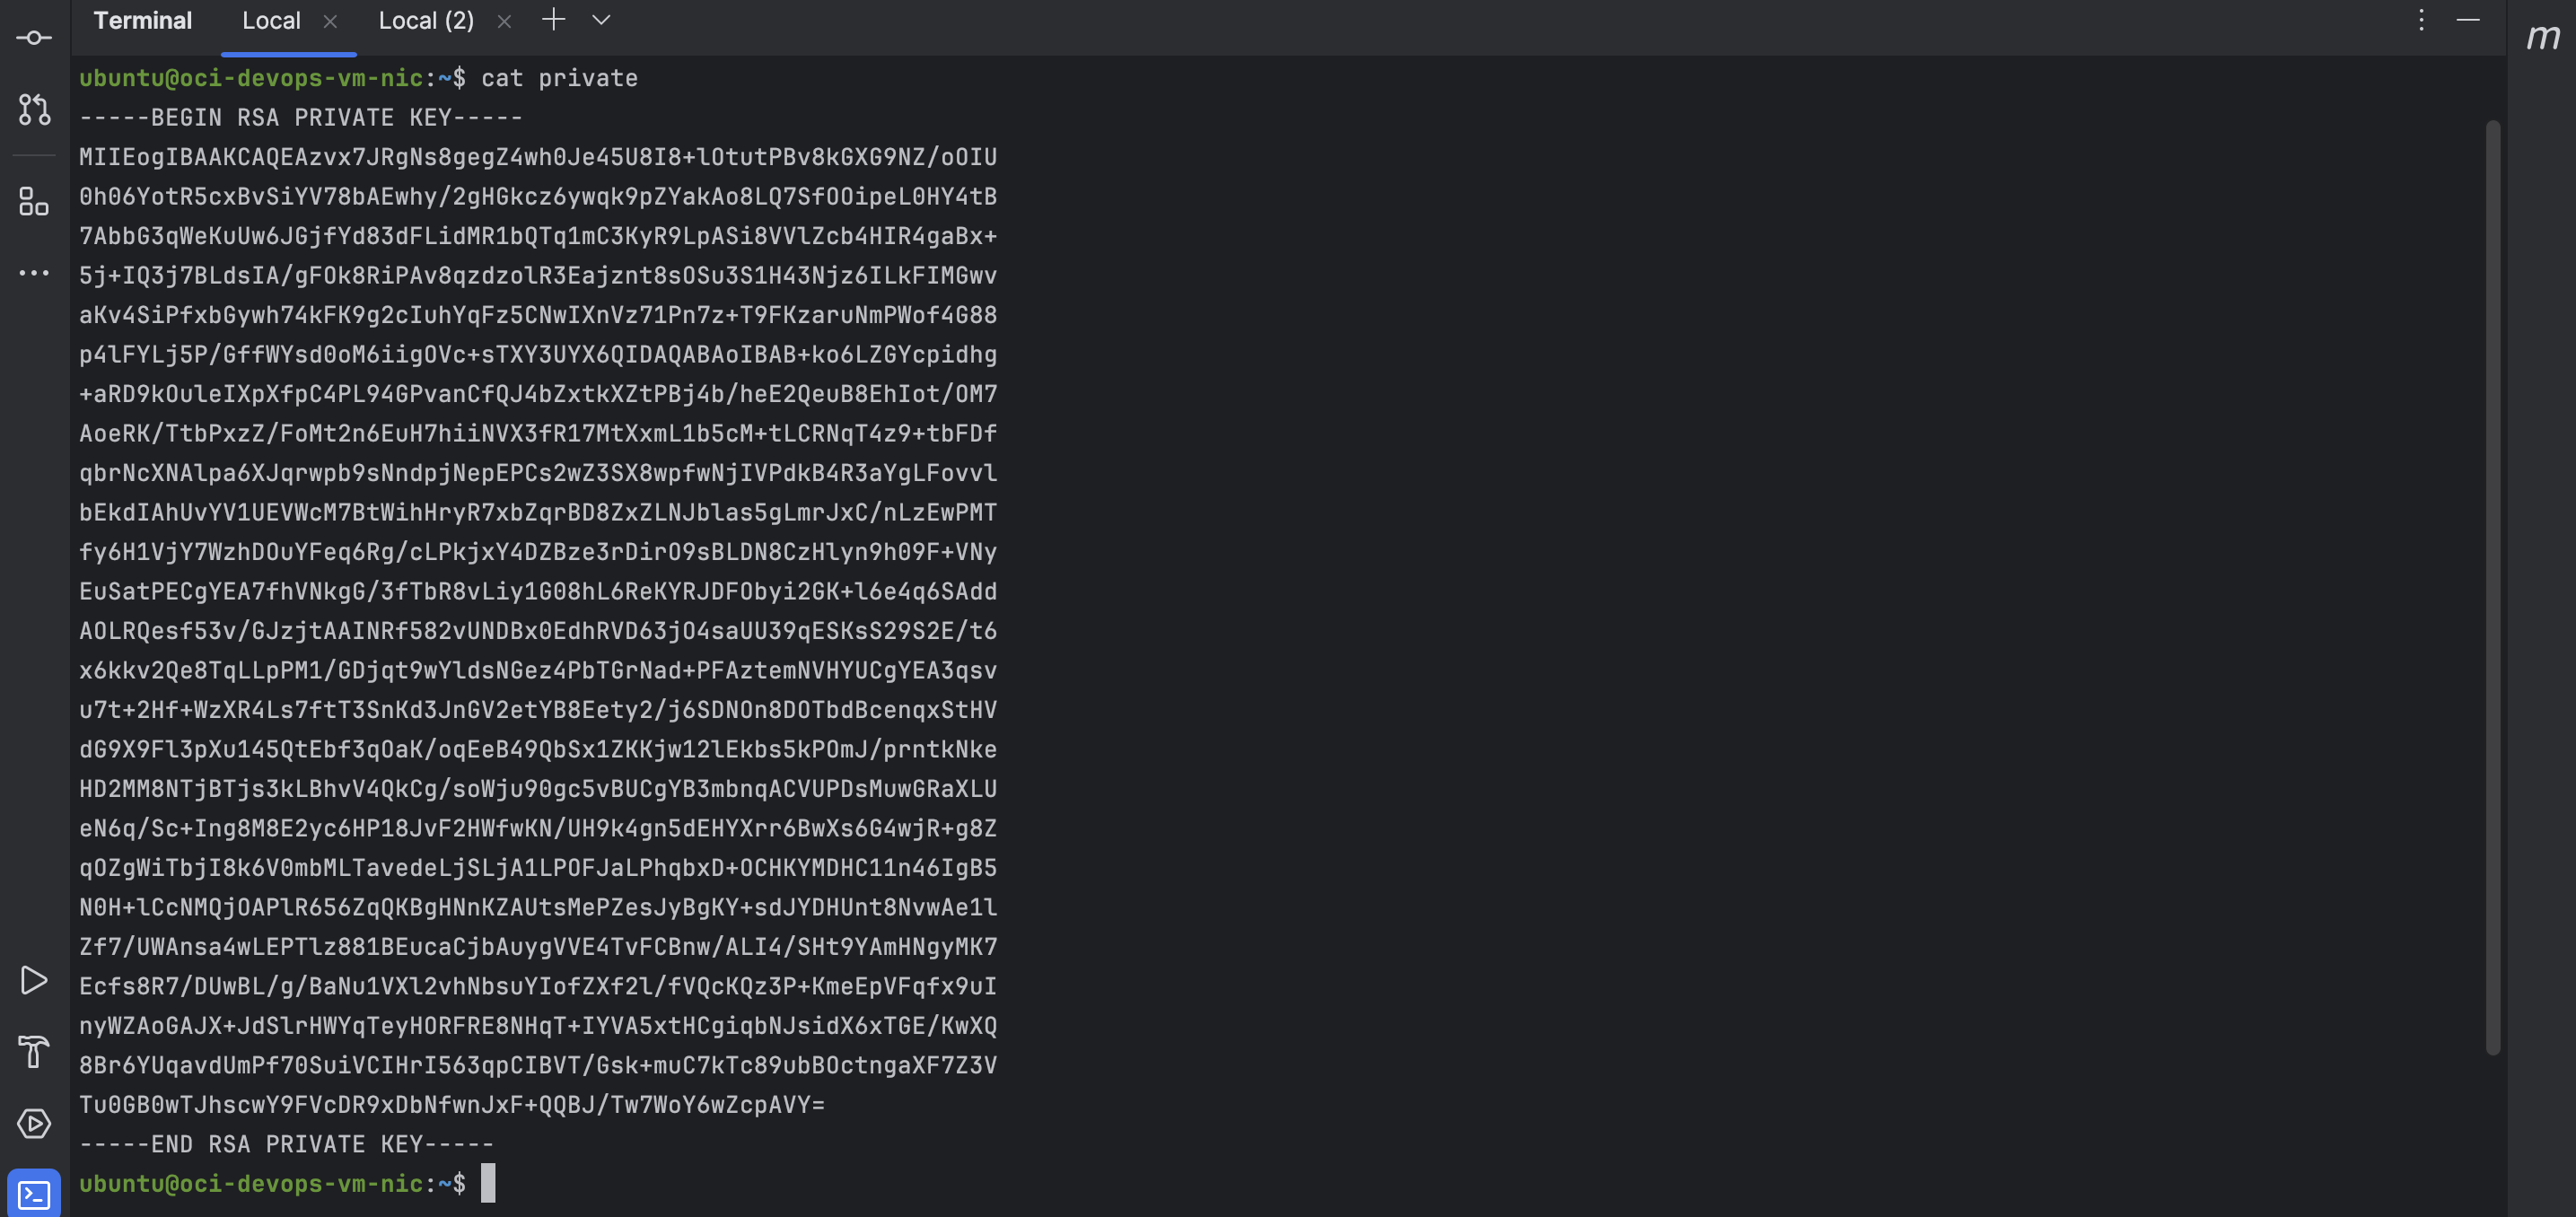 Terminal Local Local (2)
m
ubuntu@oci-devops-vm-nic:~$ cat private
-----BEGIN RSA PRIVATE KEY-----
MIIEogIBAAKCAQEAzvx7JRgNs8gegZ4wh0Je45U8I8+lOtutPBv8kGXG9NZ/oOIU
0h06YotR5cxBvSiYV78bAEwhy/2gHGkcz6ywqk9pZYakAo8LQ7SfOOipeL0HY4tB
7AbbG3qWeKuUw6JGjfYd83dFLidMR1bQTq1mC3KyR9LpASi8VVlZcb4HIR4gaBx+
5j+IQ3j7BLdsIA/gFOk8RiPAv8qzdzolR3Eajznt8sOSu3S1H43Njz6ILkFIMGwv
aKv4SiPfxbGywh74kFK9g2cIuhYqFz5CNwIXnVz71Pn7z+T9FKzaruNmPWof4G88
p4lFYLj5P/GffWYsd0oM6iigOVc+sTXY3UYX6QIDAQABAoIBAB+ko6LZGYcpidhg
+aRD9kOuleIXpXfpC4PL94GPvanCfQJ4bZxtkXZtPBj4b/heE2QeuB8EhIot/OM7
AoeRK/TtbPxzZ/FoMt2n6EuH7hiiNVX3fR17MtXxmL1b5cM+tLCRNqT4z9+tbFDf
qbrNcXNAlpa6XJqrwpb9sNndpjNepEPCs2wZ3SX8wpfwNjIVPdkB4R3aYgLFovvl
bEkdIAhUvYV1UEVWcM7BtWihHryR7xbZqrBD8ZxZLNJblas5gLmrJxC/nLzEwPMT
fy6H1VjY7WzhDOuYFeq6Rg/cLPkjxY4DZBze3rDirO9sBLDN8CzHlyn9h09F+VNy
EuSatPECgYEA7fhVNkgG/3fTbR8vLiy1G08hL6ReKYRJDFObyi2GK+l6e4q6SAdd
AOLRQesf53v/GJzjtAAINRf582vUNDBx0EdhRVD63jO4saUU39qESKsS29S2E/t6
x6kkv2Qe8TqLLpPM1/GDjqt9wYldsNGez4PbTGrNad+PFAztemNVHYUCgYEA3qsv
u7t+2Hf+WzXR4Ls7ftT3SnKd3JnGV2etYB8Eety2/j6SDNOn8DOTbdBcenqxStHV
dG9X9Fl3pXu145QtEbf3qOaK/oqEeB49QbSx1ZKKjw12lEkbs5kPOmJ/prntkNke
HD2MM8NTjBTjs3kLBhvV4QkCg/soWju90gc5vBUCgYB3mbnqACVUPDsMuwGRaXLU
eN6q/Sc+Ing8M8E2yc6HP18JvF2HWfwKN/UH9k4gn5dEHYXrr6BwXs6G4wjR+g8Z
qOZgWiTbjI8k6V0mbMLTavedeLjSLjA1LPOFJaLPhqbxD+OCHKYMDHC11n46IgB5
N0H+lCcNMQjOAPlR656ZqQKBgHNnKZAUtsMePZesJyBgKY+sdJYDHUnt8NvwAe1l
Zf7/UWAnsa4wLEPTlz881BEucaCjbAuygVVE4TvFCBnw/ALI4/SHt9YAmHNgyMK7
Ecfs8R7/DUwBL/g/BaNu1VXl2vhNbsuYIofZXf2l/fVQcKQz3P+KmeEpVFqfx9uI
nyWZAoGAJX+JdSlrHWYqTeyHORFRE8NHqT+IYVA5xtHCgiqbNJsidX6xTGE/KwXQ
8Br6YUqavdUmPf70SuiVCIHrI563qpCIBVT/Gsk+muC7kTc89ubBOctngaXF7Z3V
Tu0GB0wTJhscwY9FVcDR9xDbNfwnJxF+QQBJ/Tw7WoY6wZcpAVY=
-----END RSA PRIVATE KEY-----
ubuntu@oci-devops-vm-nic:~$